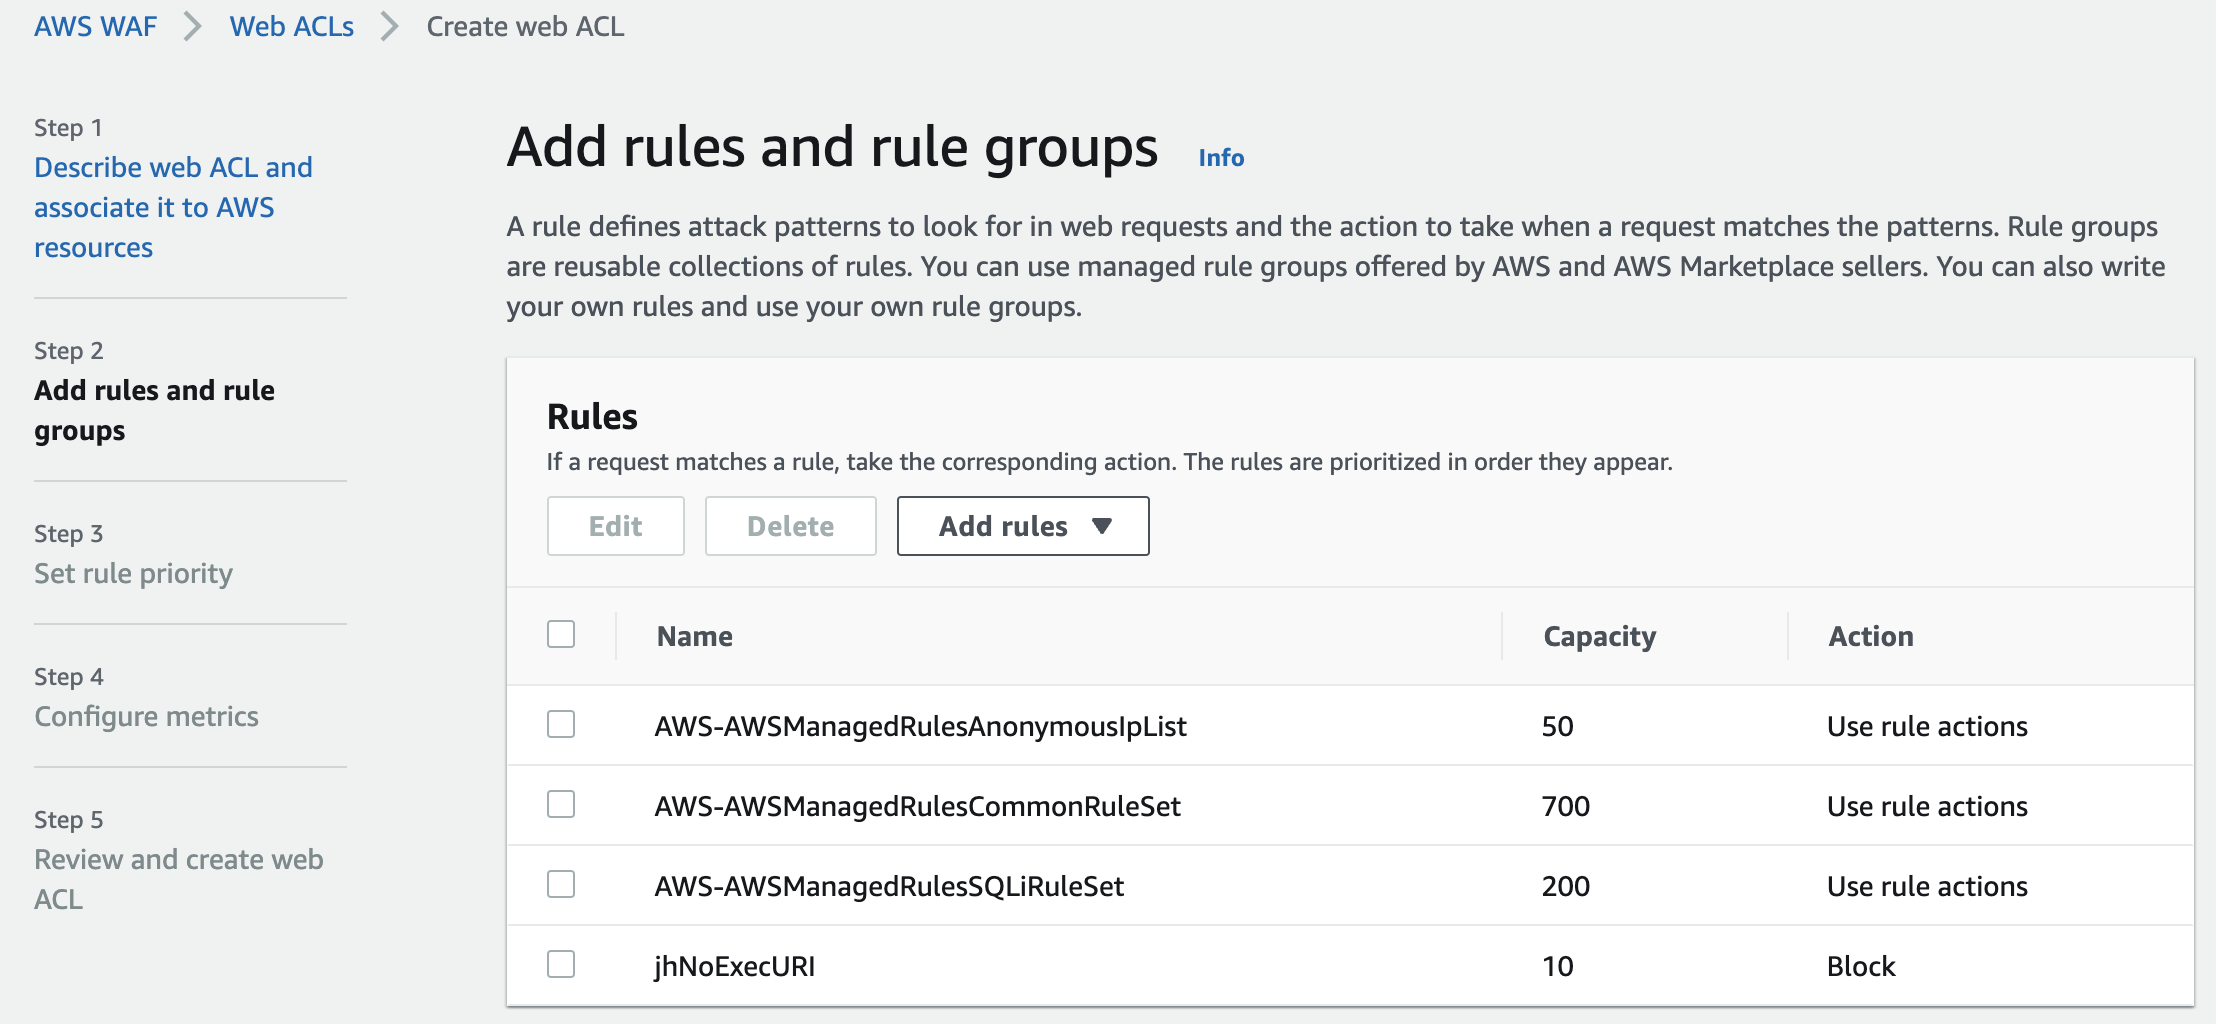 AWS WAF > Web ACLs > Create web ACL
Step 1
Describe web ACL and
associate it to AWS
resources
Step 2
Add rules and rule
groups
Step 3
Set rule priority
Step 4
Configure metrics
Step 5
Review and create web
ACL
Add rules and rule groups Info
A rule defines attack patterns to look for in web requests and the action to take when a request matches the patterns. Rule groups
are reusable collections of rules. You can use managed rule groups offered by AWS and AWS Marketplace sellers. You can also write
your own rules and use your own rule groups.
Rules
If a request matches a rule, take the corresponding action. The rules are prioritized in order they appear.
Edit Delete Add rules
Name Capacity Action
AWS-AWSManagedRulesAnonymousIpList 50 Use rule actions
AWS-AWSManagedRulesCommonRuleSet 700 Use rule actions
AWS-AWSManagedRulesSQLiRuleSet 200 Use rule actions
jhNoExecURI 10 Block